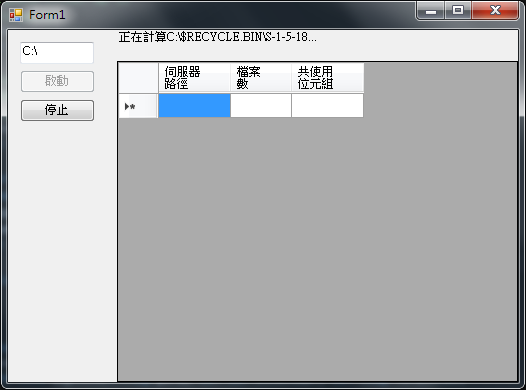 Form1
正在計算C:\$RECYCLE.BIN\S-1-5-18...
C:\
啟動
停止
伺服器
路徑
檔案
數
共使用
位元組